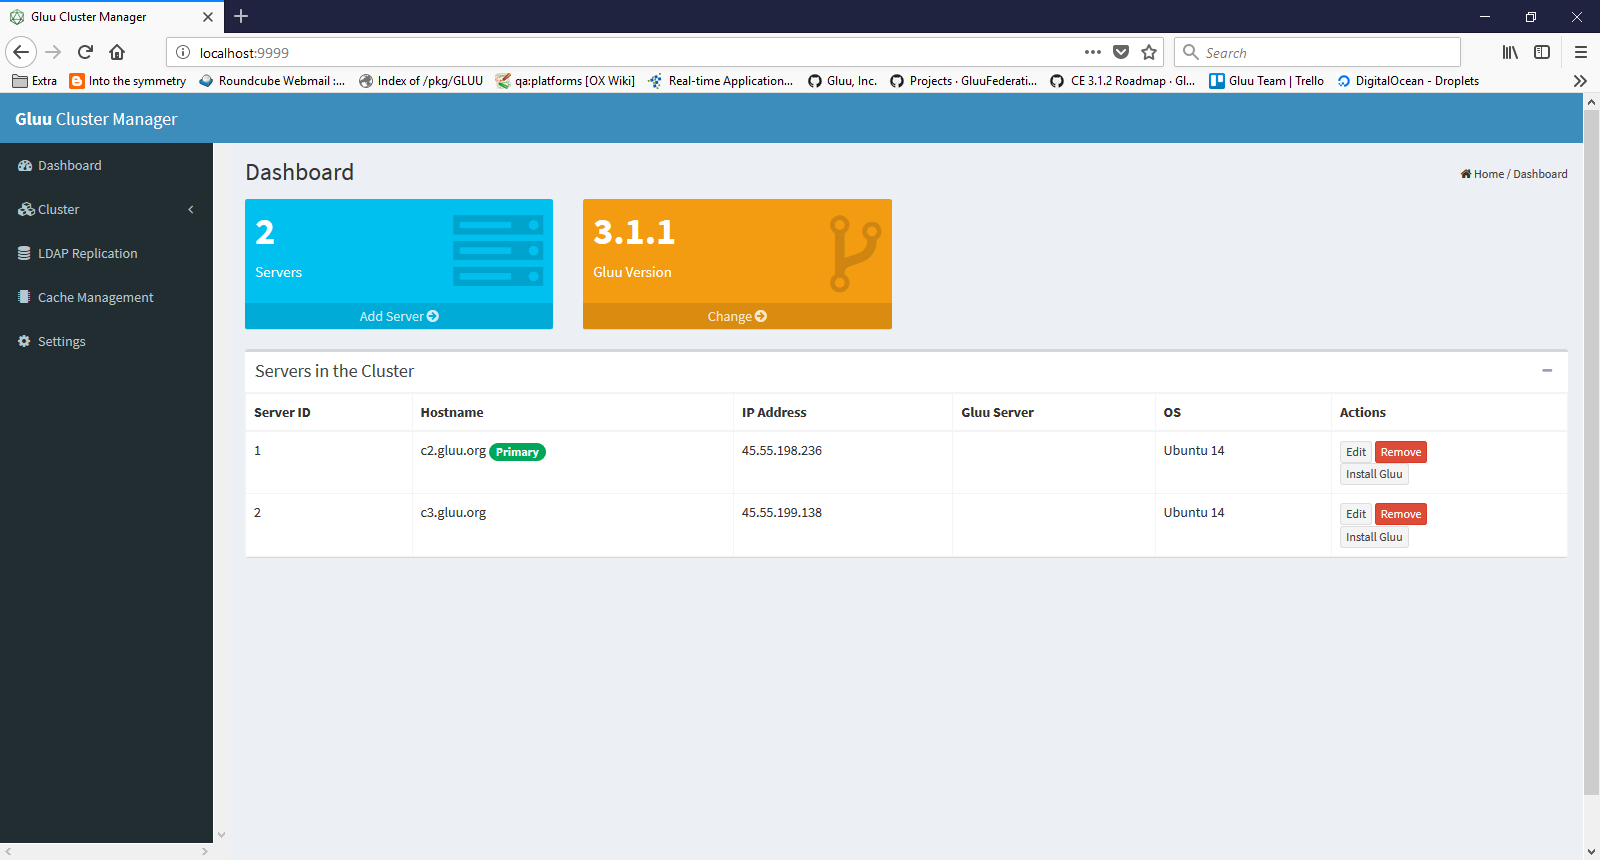 Gluu Cluster Manager
localhost:9999
Search
Extra
Into the symmetry
Roundcube Webmail :...
Index of /pkg/GLUU
qa:platforms [OX Wiki]
Real-time Application...
Gluu, Inc.
Projects · GluuFederati...
CE 3.1.2 Roadmap · Gl...
Gluu Team | Trello
DigitalOcean - Droplets
Gluu Cluster Manager
Dashboard
Cluster
LDAP Replication
Cache Management
Settings
Dashboard
Home / Dashboard
2
Servers
Add Server
3.1.1
Gluu Version
Change
Servers in the Cluster
Server ID Hostname IP Address Gluu Server OS Actions
1 c2.gluu.org Primary 45.55.198.236 Ubuntu 14 Edit Remove
Install Gluu
2 c3.gluu.org 45.55.199.138 Ubuntu 14 Edit Remove
Install Gluu